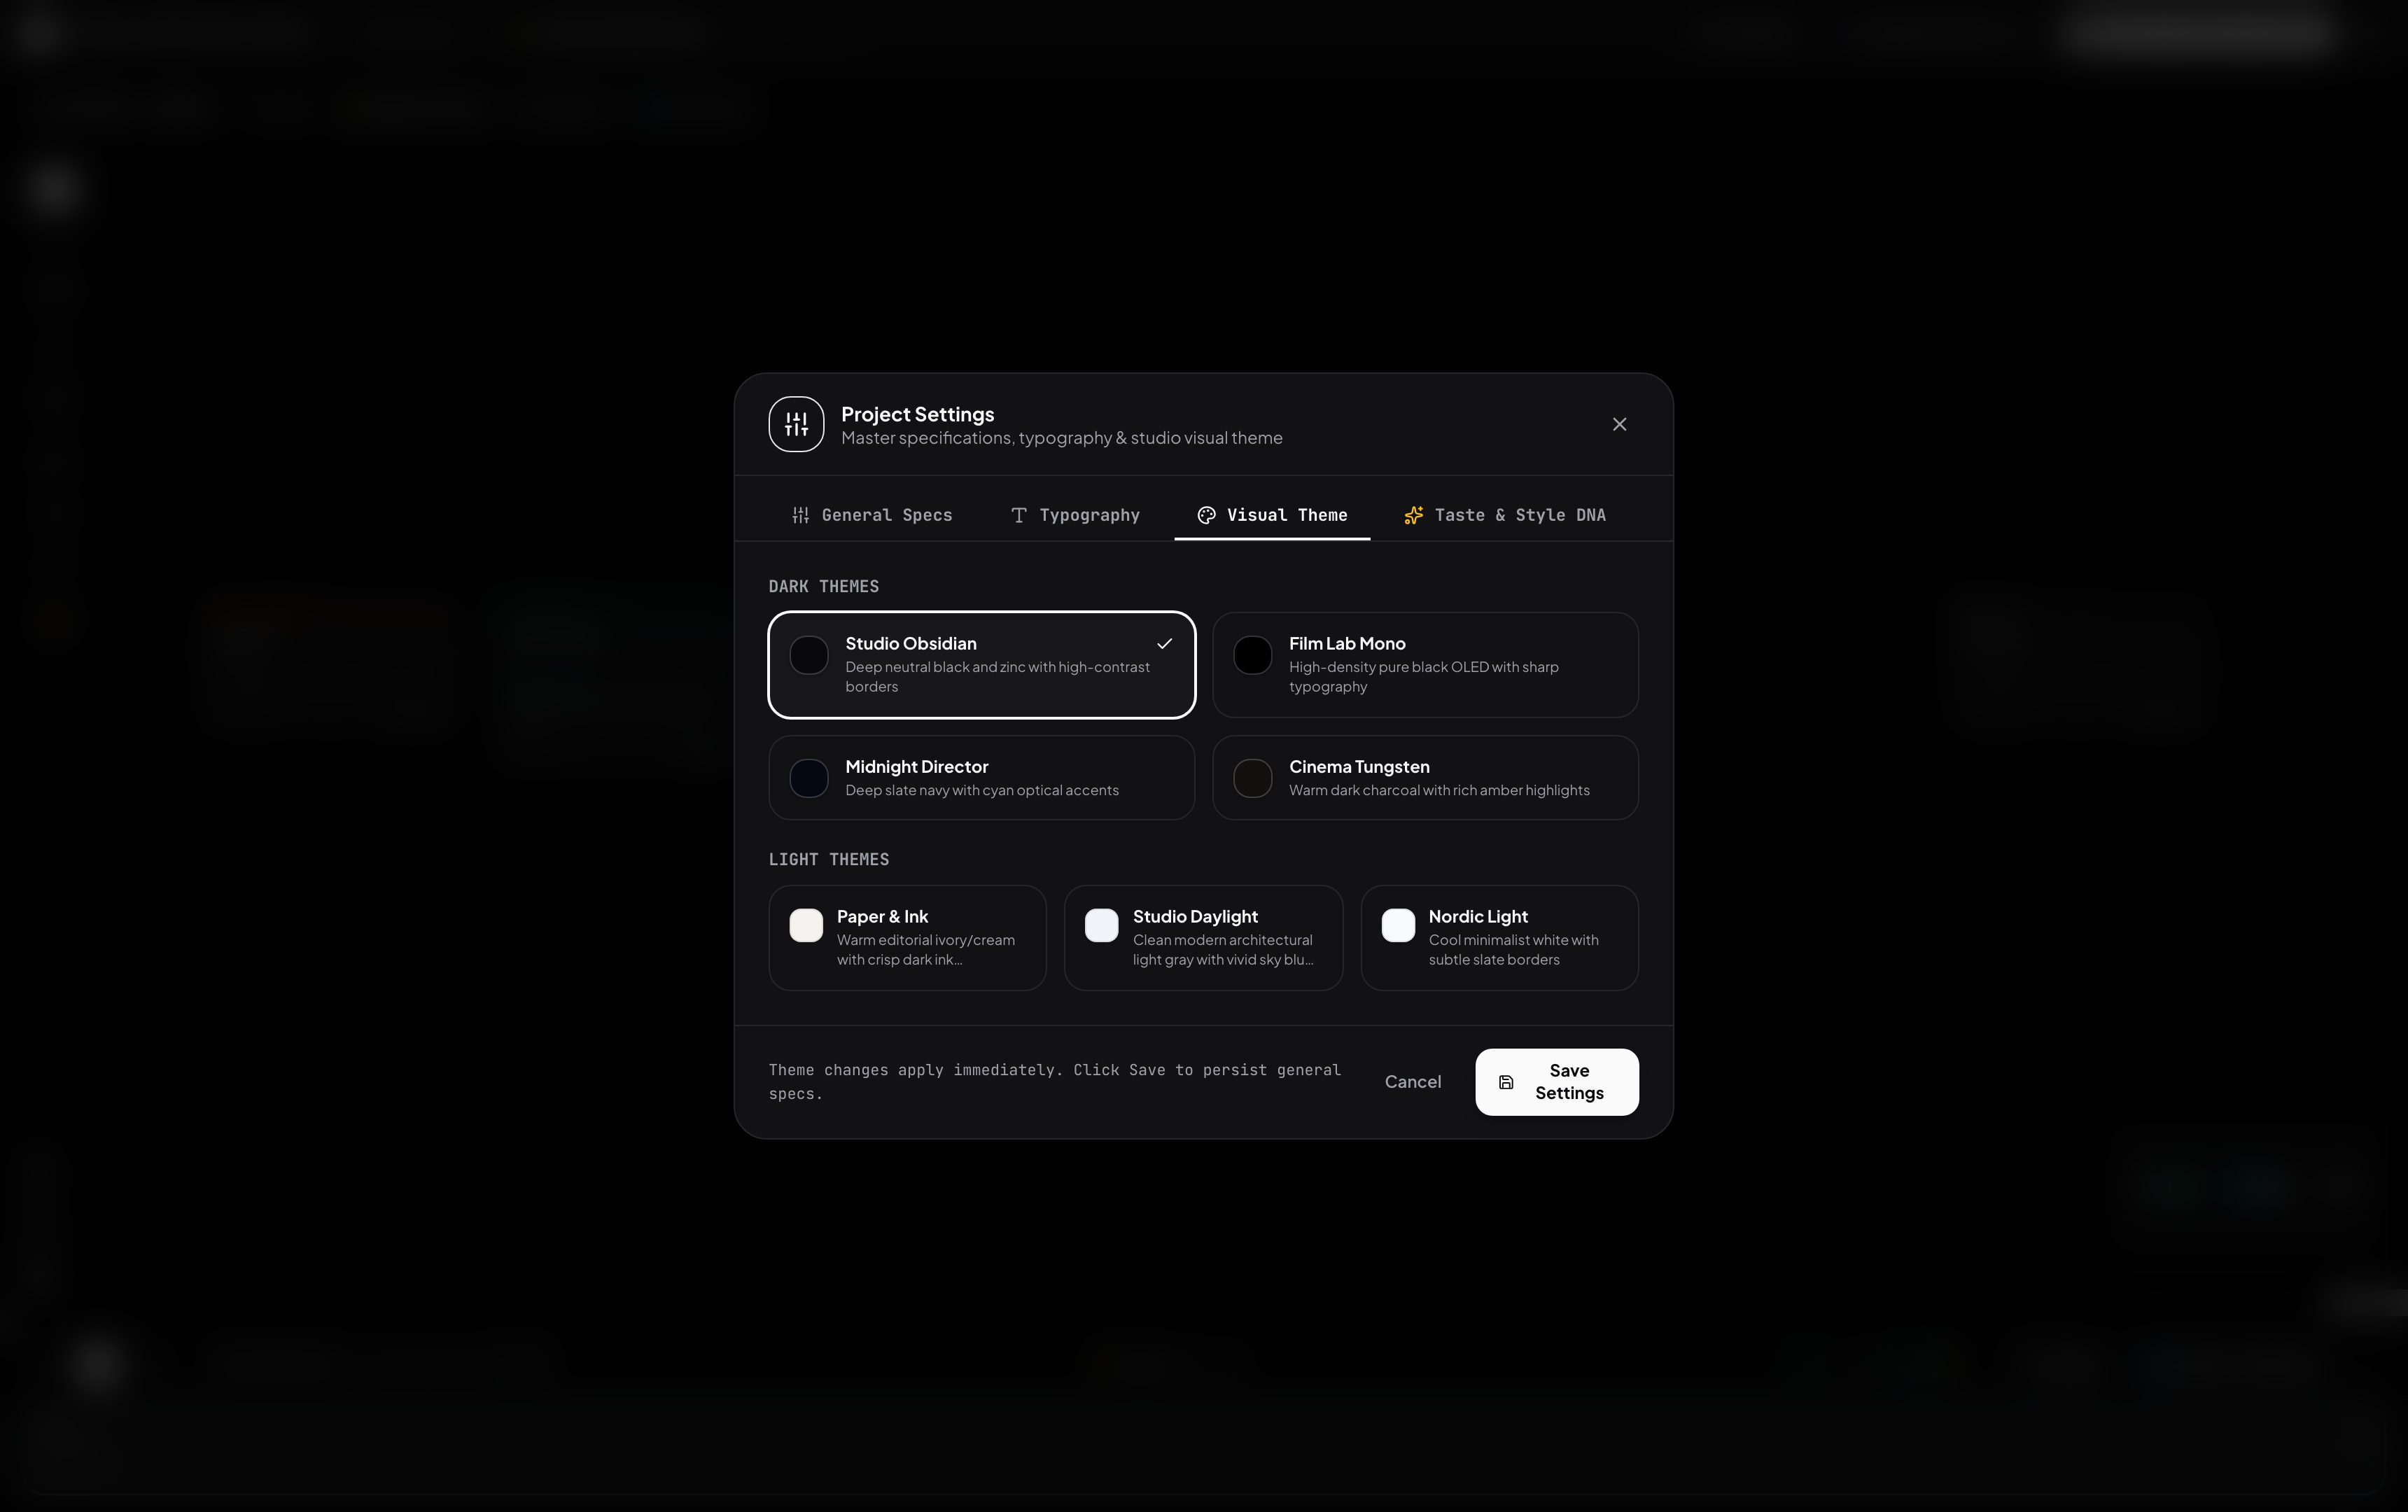 Project Settings
Master specifications, typography & studio visual theme
General Specs
Typography
Visual Theme
Taste & Style DNA
DARK THEMES
Studio Obsidian
Deep neutral black and zinc with high-contrast
borders
Film Lab Mono
High-density pure black OLED with sharp
typography
Midnight Director
Deep slate navy with cyan optical accents
Cinema Tungsten
Warm dark charcoal with rich amber highlights
LIGHT THEMES
Paper & Ink
Warm editorial ivory/cream
with crisp dark ink…
Studio Daylight
Clean modern architectural
light gray with vivid sky blu…
Nordic Light
Cool minimalist white with
subtle slate borders
Theme changes apply immediately. Click Save to persist general
specs.
Cancel
Save
Settings